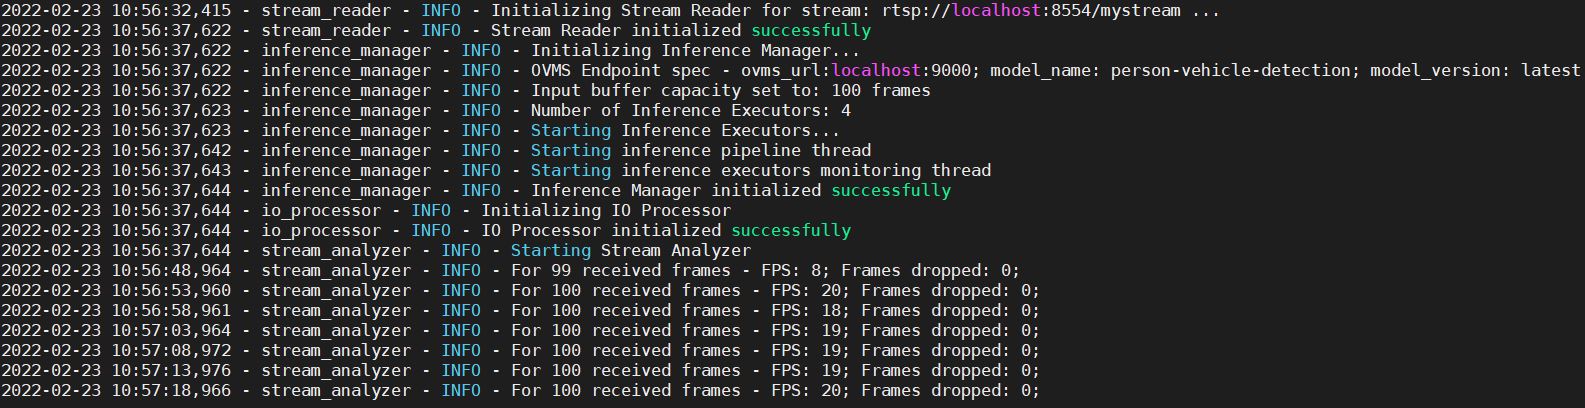 2022-02-23 10:56:32,415 - stream_reader - INFO - Initializing Stream Reader for stream: rtsp://localhost:8554/mystream ...
2022-02-23 10:56:37,622 - stream_reader - INFO - Stream Reader initialized successfully
2022-02-23 10:56:37,622 - inference_manager - INFO - Initializing Inference Manager...
2022-02-23 10:56:37,622 - inference_manager - INFO - OVMS Endpoint spec - ovms_url:localhost:9000; model_name: person-vehicle-detection; model_version: latest
2022-02-23 10:56:37,622 - inference_manager - INFO - Input buffer capacity set to: 100 frames
2022-02-23 10:56:37,623 - inference_manager - INFO - Number of Inference Executors: 4
2022-02-23 10:56:37,623 - inference_manager - INFO - Starting Inference Executors...
2022-02-23 10:56:37,642 - inference_manager - INFO - Starting inference pipeline thread
2022-02-23 10:56:37,643 - inference_manager - INFO - Starting inference executors monitoring thread
2022-02-23 10:56:37,644 - inference_manager - INFO - Inference Manager initialized successfully
2022-02-23 10:56:37,644 - io_processor - INFO - Initializing IO Processor
2022-02-23 10:56:37,644 - io_processor - INFO - IO Processor initialized successfully
2022-02-23 10:56:37,644 - stream_analyzer - INFO - Starting Stream Analyzer
2022-02-23 10:56:48,964 - stream_analyzer - INFO - For 99 received frames - FPS: 8; Frames dropped: 0;
2022-02-23 10:56:53,960 - stream_analyzer - INFO - For 100 received frames - FPS: 20; Frames dropped: 0;
2022-02-23 10:56:58,961 - stream_analyzer - INFO - For 100 received frames - FPS: 18; Frames dropped: 0;
2022-02-23 10:57:03,964 - stream_analyzer - INFO - For 100 received frames - FPS: 19; Frames dropped: 0;
2022-02-23 10:57:08,972 - stream_analyzer - INFO - For 100 received frames - FPS: 19; Frames dropped: 0;
2022-02-23 10:57:13,976 - stream_analyzer - INFO - For 100 received frames - FPS: 19; Frames dropped: 0;
2022-02-23 10:57:18,966 - stream_analyzer - INFO - For 100 received frames - FPS: 20; Frames dropped: 0;